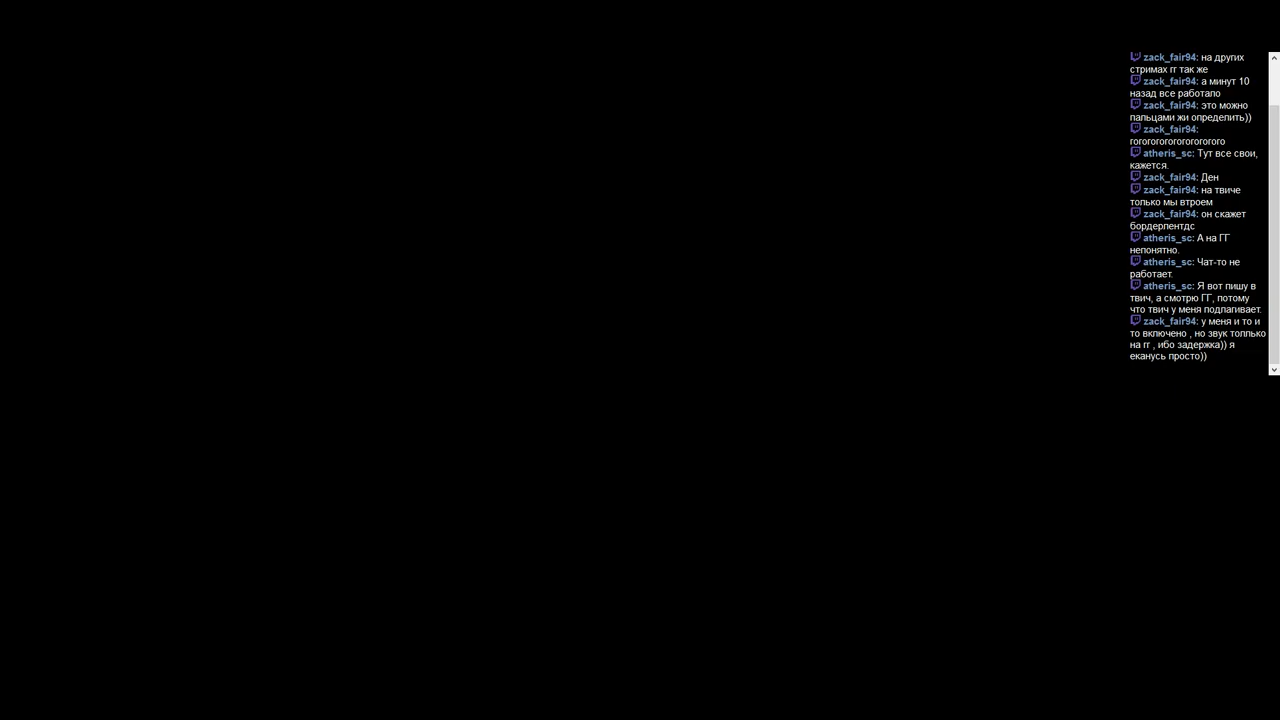 zack_fair94: на других
стримах гг так же
zack_fair94: а минут 10
назад все работало
zack_fair94: это можно
пальцами жи определить))
zack_fair94:
гогогогогогогогогого
atheris_sc: Тут все свои,
кажется.
zack_fair94: Ден
zack_fair94: на твиче
только мы втроем
zack_fair94: он скажет
бордерлентдс
atheris_sc: А на ГГ
непонятно.
atheris_sc: Чат-то не
работает.
atheris_sc: Я вот пишу в
твич, а смотрю ГГ, потому
что твич у меня подлагивает.
zack_fair94: у меня и то и
то включено , но звук толлько
на гг , ибо задержка)) я
еканусь просто))